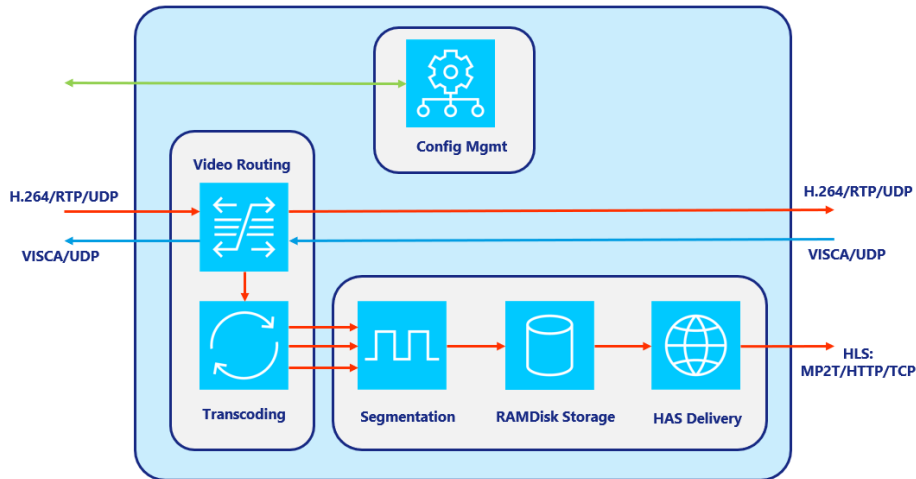 Config Mgmt
Video Routing
H.264/RTP/UDP
H.264/RTP/UDP
VISCA/UDP
VISCA/UDP
Transcoding
Segmentation
RAMDisk Storage
HAS Delivery
HLS:
MP2T/HTTP/TCP